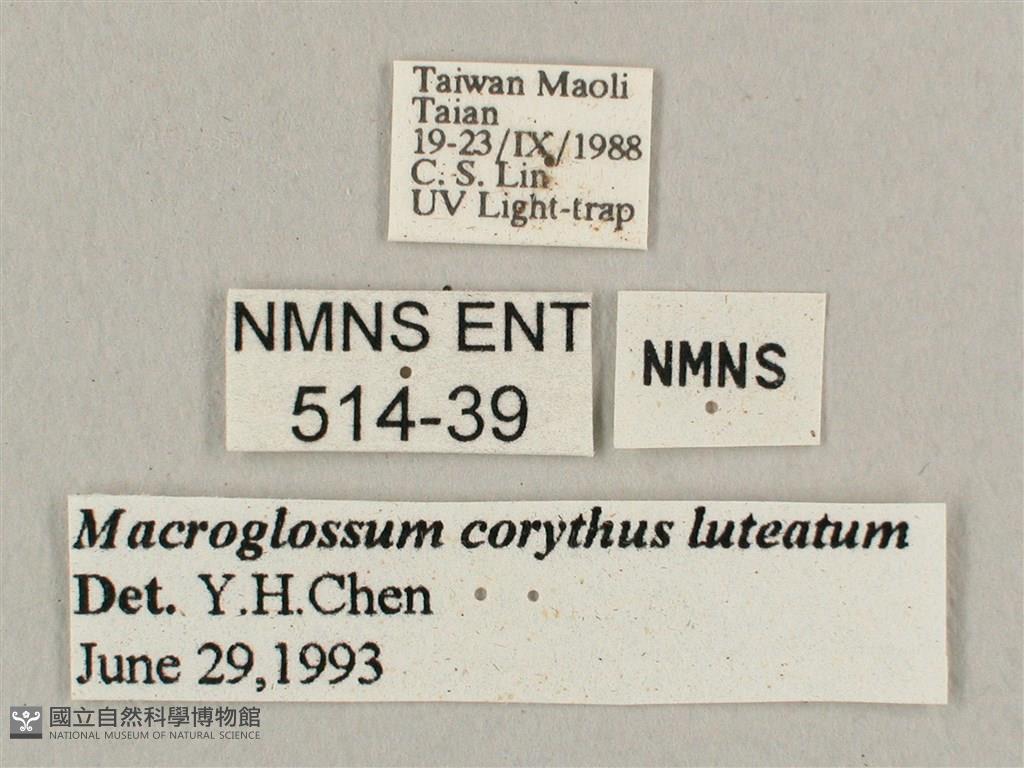 Taiwan Maoli
Taian
19-23/IX/1988
C. S. Lin
UV Light-trap
NMNS ENT
514-39
NMNS
Macroglossum corythus luteatum
Det. Y.H.Chen
June 29,1993
國立自然科學博物館
NATIONAL MUSEUM OF NATURAL SCIENCE